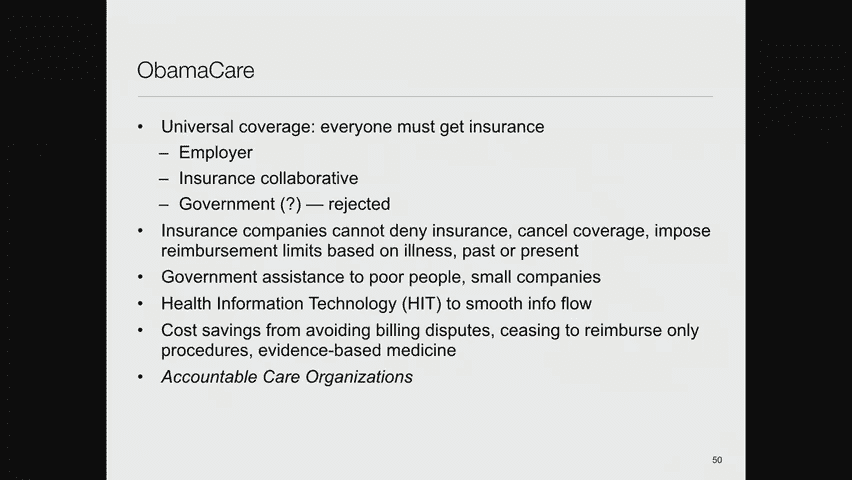 ObamaCare
• Universal coverage: everyone must get insurance
– Employer
– Insurance collaborative
– Government (?) — rejected
• Insurance companies cannot deny insurance, cancel coverage, impose
reimbursement limits based on illness, past or present
• Government assistance to poor people, small companies
• Health Information Technology (HIT) to smooth info flow
• Cost savings from avoiding billing disputes, ceasing to reimburse only
procedures, evidence-based medicine
• Accountable Care Organizations
50